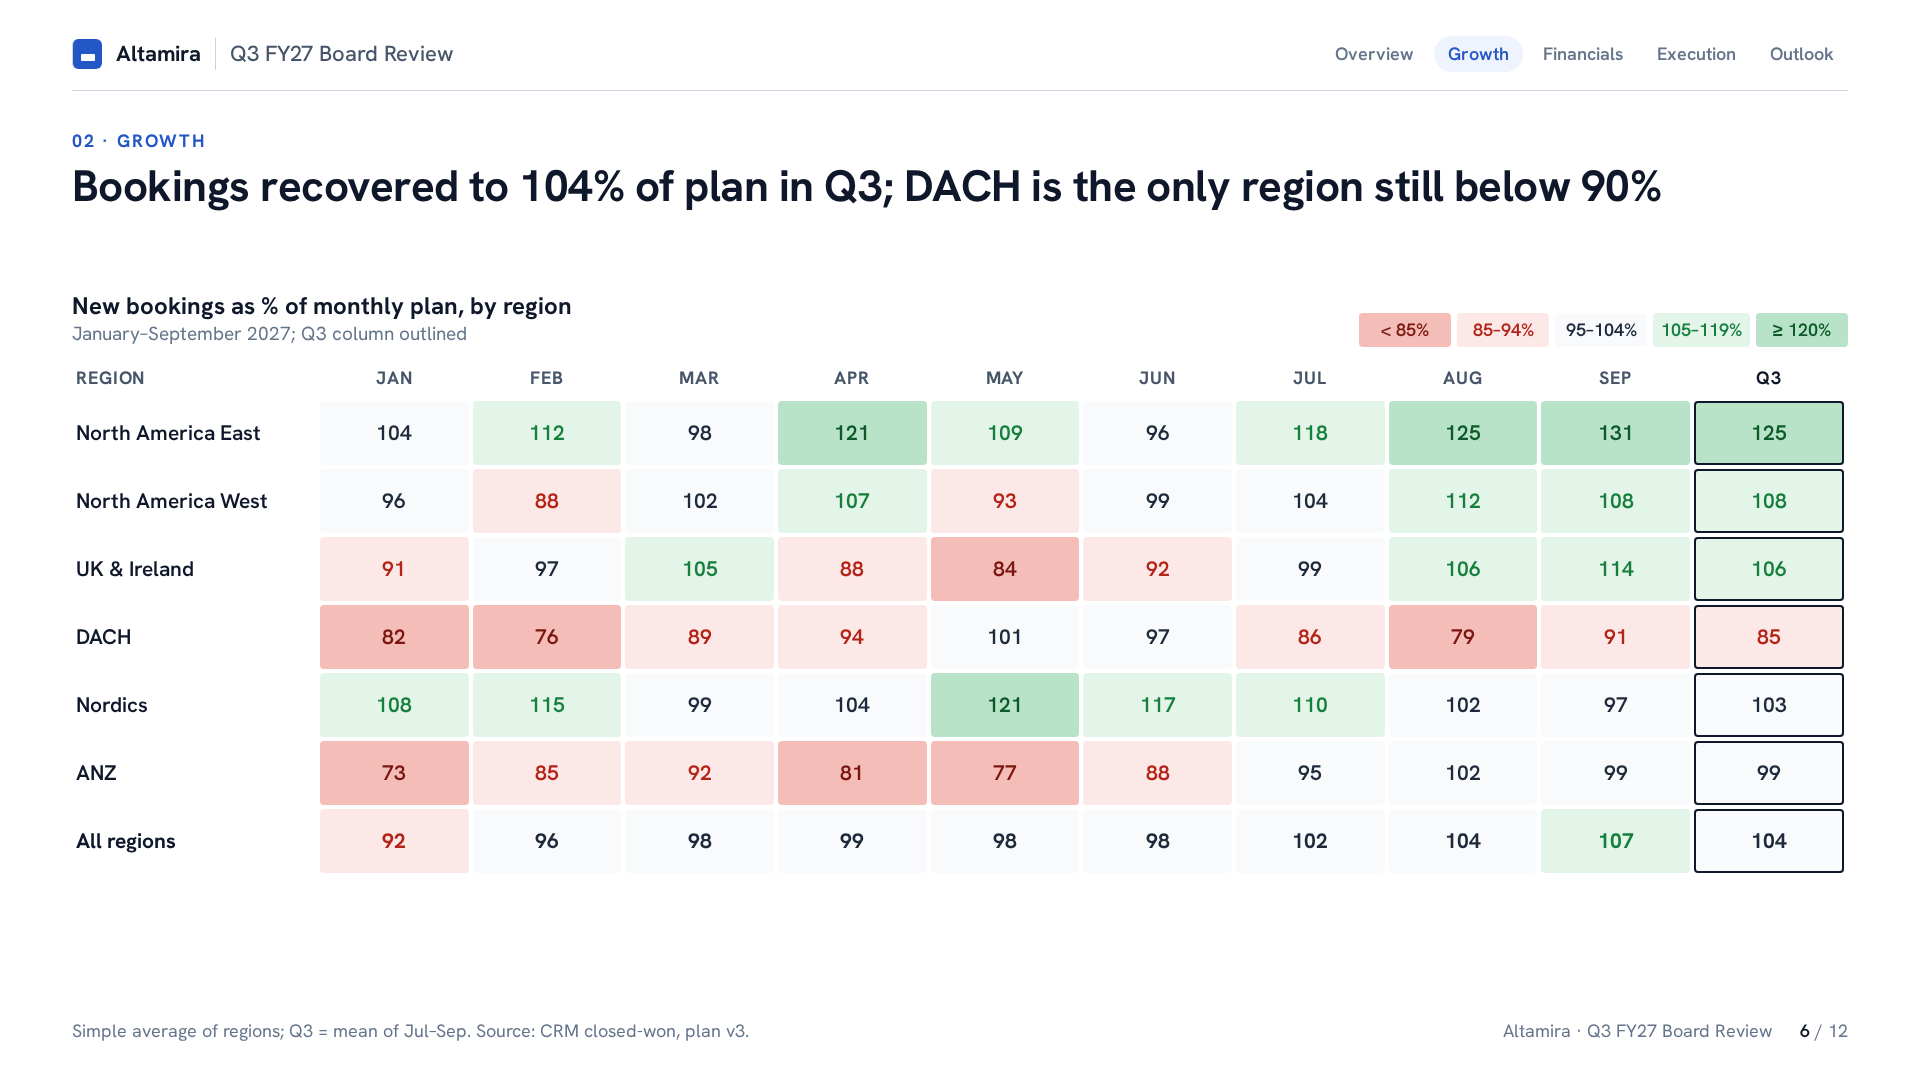 Altamira
Q3 FY27 Board Review
Overview
Growth
Financials
Execution
Outlook
02 · GROWTH
Bookings recovered to 104% of plan in Q3; DACH is the only region still below 90%
New bookings as % of monthly plan, by region
January–September 2027; Q3 column outlined
< 85% 85–94% 95–104% 105–119% ≥ 120%
REGION JAN FEB MAR APR MAY JUN JUL AUG SEP Q3
North America East 104 112 98 121 109 96 118 125 131 125
North America West 96 88 102 107 93 99 104 112 108 108
UK & Ireland 91 97 105 88 84 92 99 106 114 106
DACH 82 76 89 94 101 97 86 79 91 85
Nordics 108 115 99 104 121 117 110 102 97 103
ANZ 73 85 92 81 77 88 95 102 99 99
All regions 92 96 98 99 98 98 102 104 107 104
Simple average of regions; Q3 = mean of Jul–Sep. Source: CRM closed-won, plan v3.
Altamira · Q3 FY27 Board Review 6 / 12